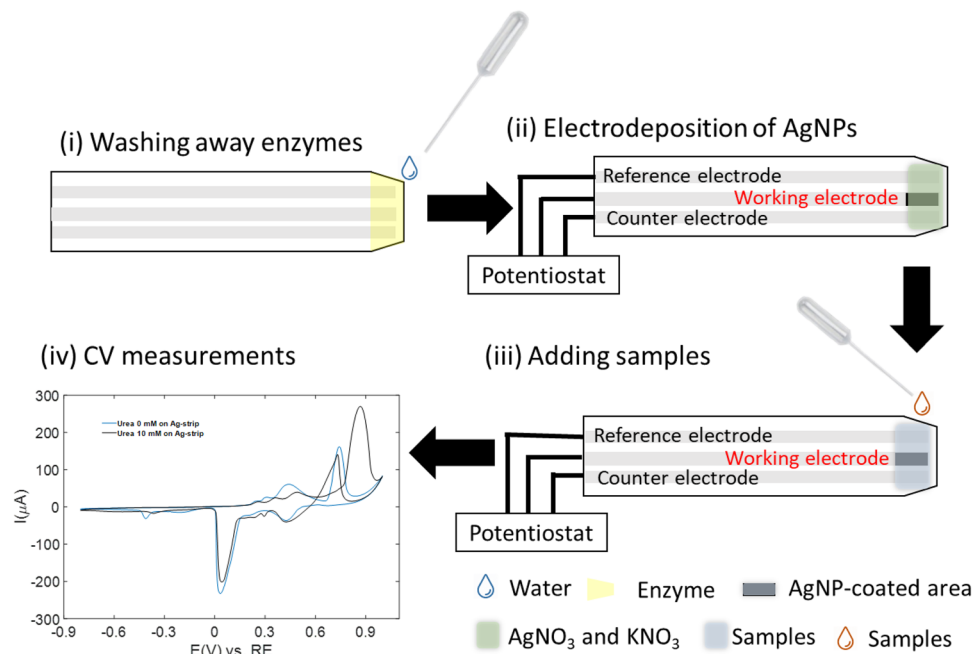 (i) Washing away enzymes
(ii) Electrodeposition of AgNPs
Reference electrode
Working electrode
Counter electrode
Potentiostat
(iv) CV measurements
(iii) Adding samples
300
200
100
0
-100
-200
-300
I(μA)
Urea 0 mM on Ag-strip
Urea 10 mM on Ag-strip
-0.9 -0.6 -0.3 0 0.3 0.6 0.9
E(V) vs. RE
Reference electrode
Working electrode
Counter electrode
Potentiostat
Water
Enzyme
AgNP-coated area
AgNO₃ and KNO₃
Samples
Samples